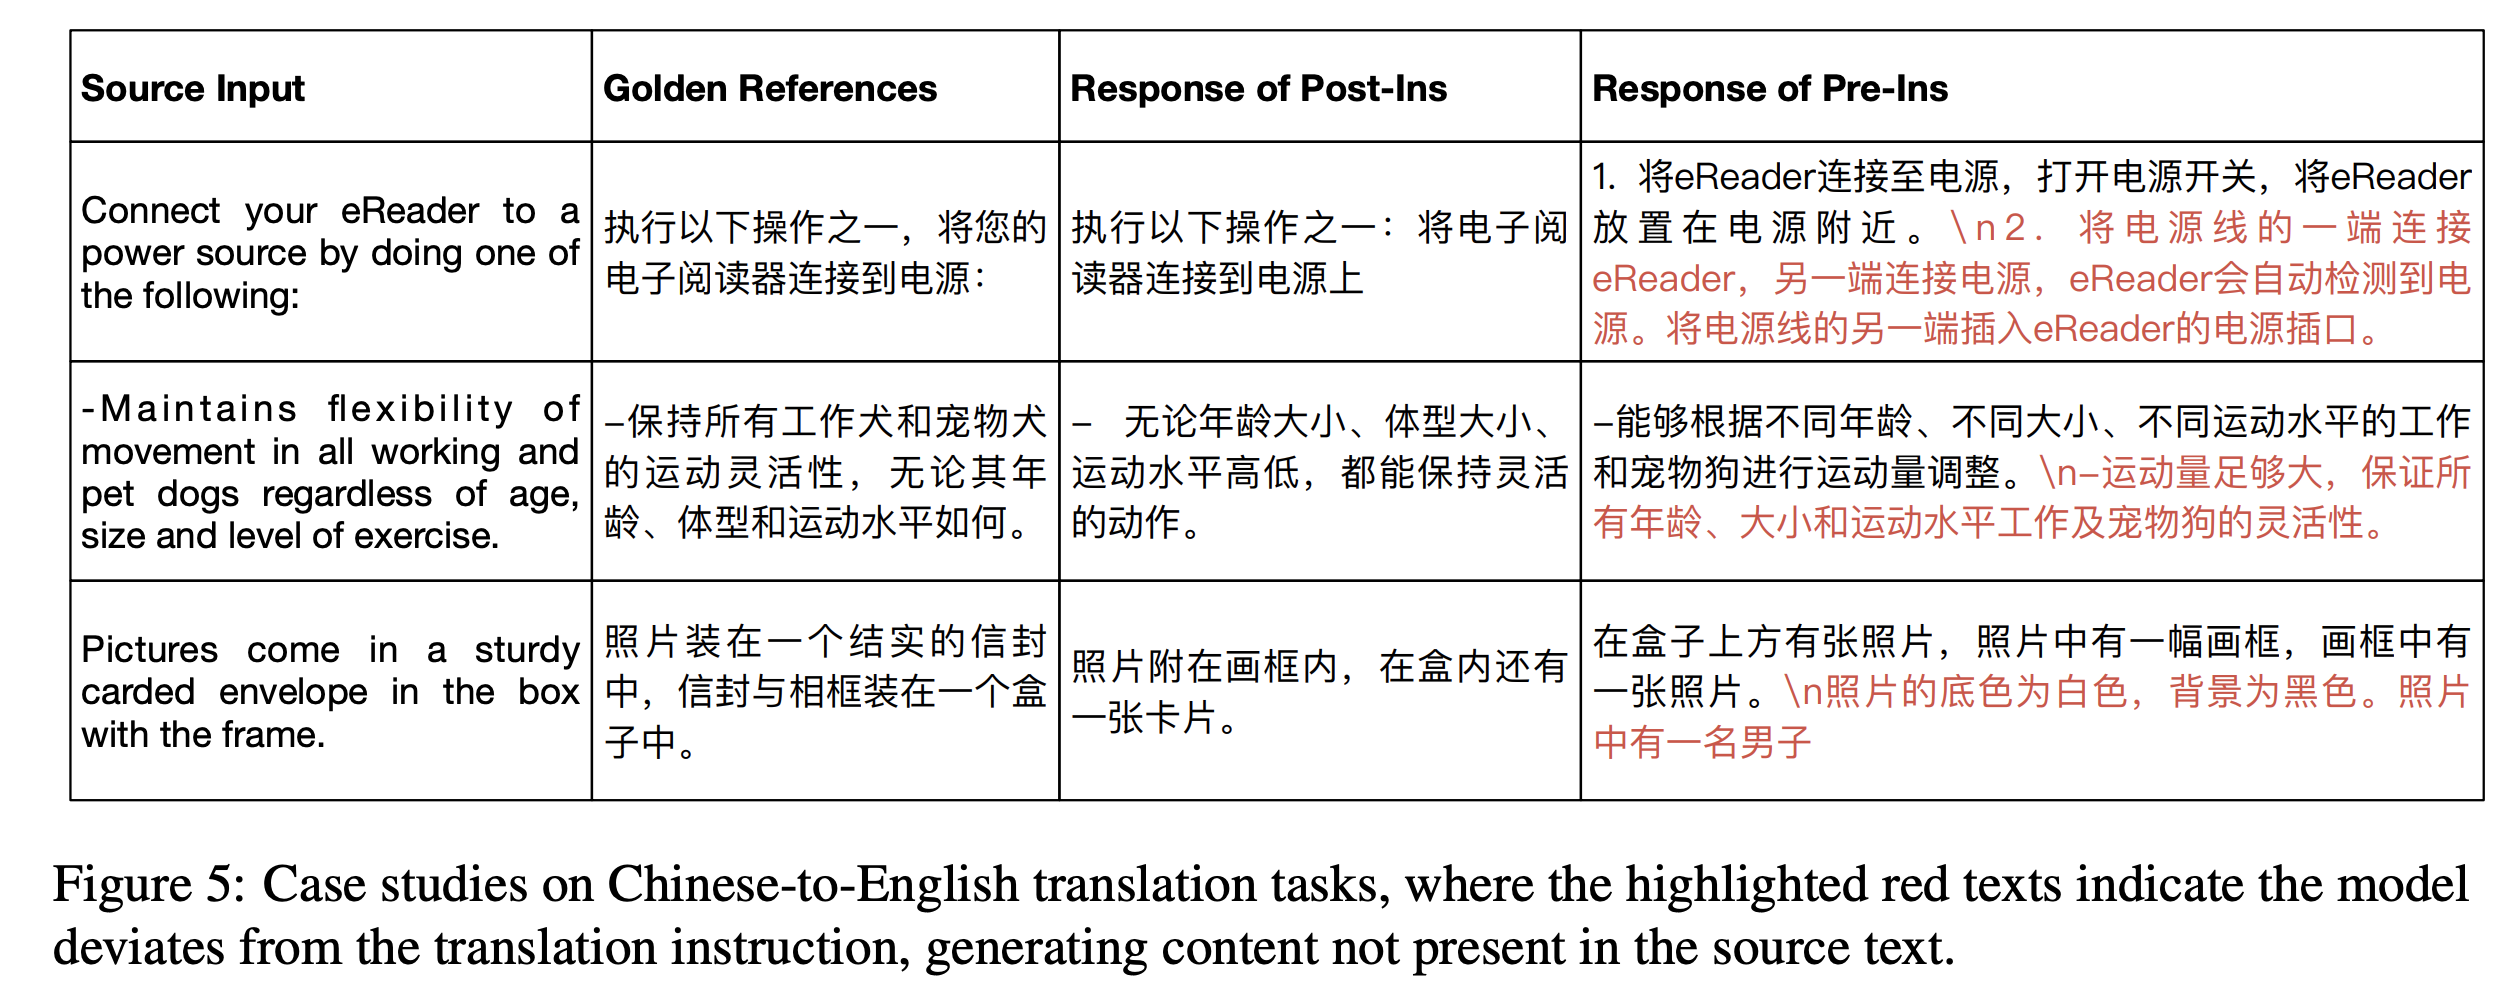 Source Input
Golden References
Response of Post-Ins
Response of Pre-Ins
Connect your eReader to a
power source by doing one of
the following:
执行以下操作之一，将您的
电子阅读器连接到电源：
执行以下操作之一：将电子阅
读器连接到电源上
1. 将eReader连接至电源，打开电源开关，将eReader
放置在电源附近。\n2. 将电源线的一端连接
eReader，另一端连接电源，eReader会自动检测到电
源。将电源线的另一端插入eReader的电源插口。
-Maintains flexibility of
movement in all working and
pet dogs regardless of age,
size and level of exercise.
-保持所有工作犬和宠物犬
的运动灵活性，无论其年
龄、体型和运动水平如何。
- 无论年龄大小、体型大小、
运动水平高低，都能保持灵活
的动作。
-能够根据不同年龄、不同大小、不同运动水平的工作
和宠物狗进行运动量调整。\n-运动量足够大，保证所
有年龄、大小和运动水平工作及宠物狗的灵活性。
Pictures come in a sturdy
carded envelope in the box
with the frame.
照片装在一个结实的信封
中，信封与相框装在一个盒
子中。
照片附在画框内，在盒内还有
一张卡片。
在盒子上方有张照片，照片中有一幅画框，画框中有
一张照片。\n照片的底色为白色，背景为黑色。照片
中有一名男子
Figure 5: Case studies on Chinese-to-English translation tasks, where the highlighted red texts indicate the model
deviates from the translation instruction, generating content not present in the source text.